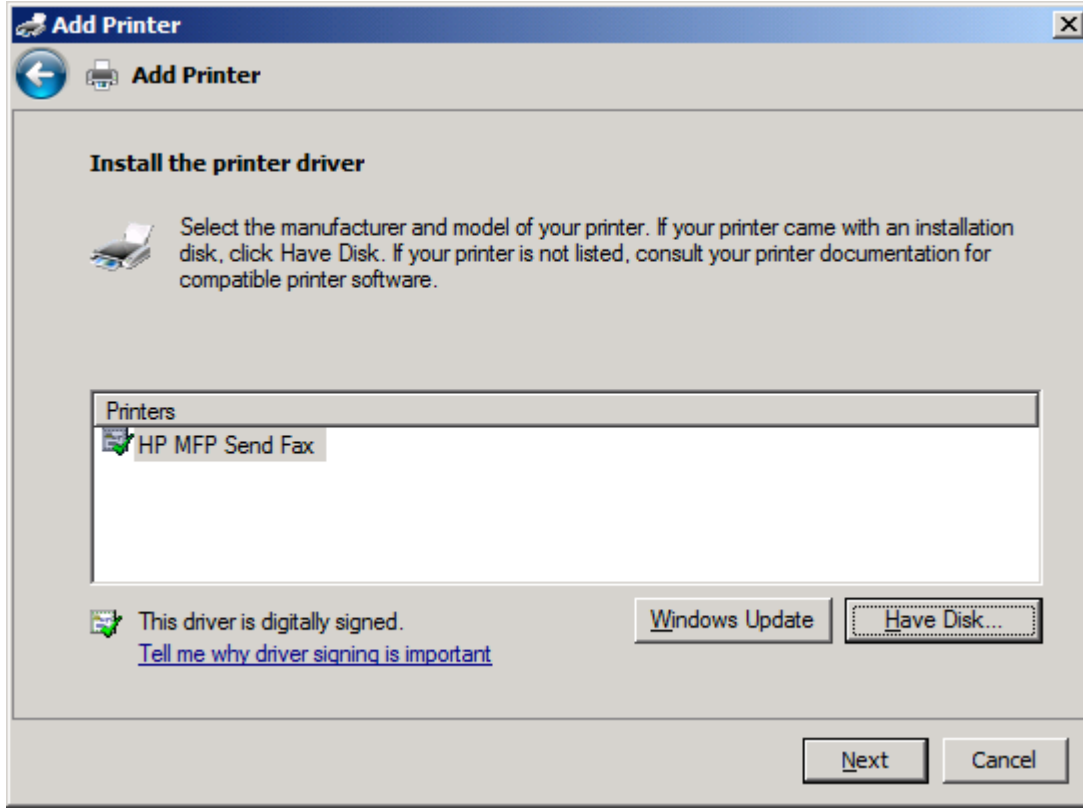 Add Printer
Add Printer
Install the printer driver
Select the manufacturer and model of your printer. If your printer came with an installation
disk, click Have Disk. If your printer is not listed, consult your printer documentation for
compatible printer software.
Printers
HP MFP Send Fax
This driver is digitally signed.
Windows Update
Have Disk...
Tell me why driver signing is important
Next
Cancel